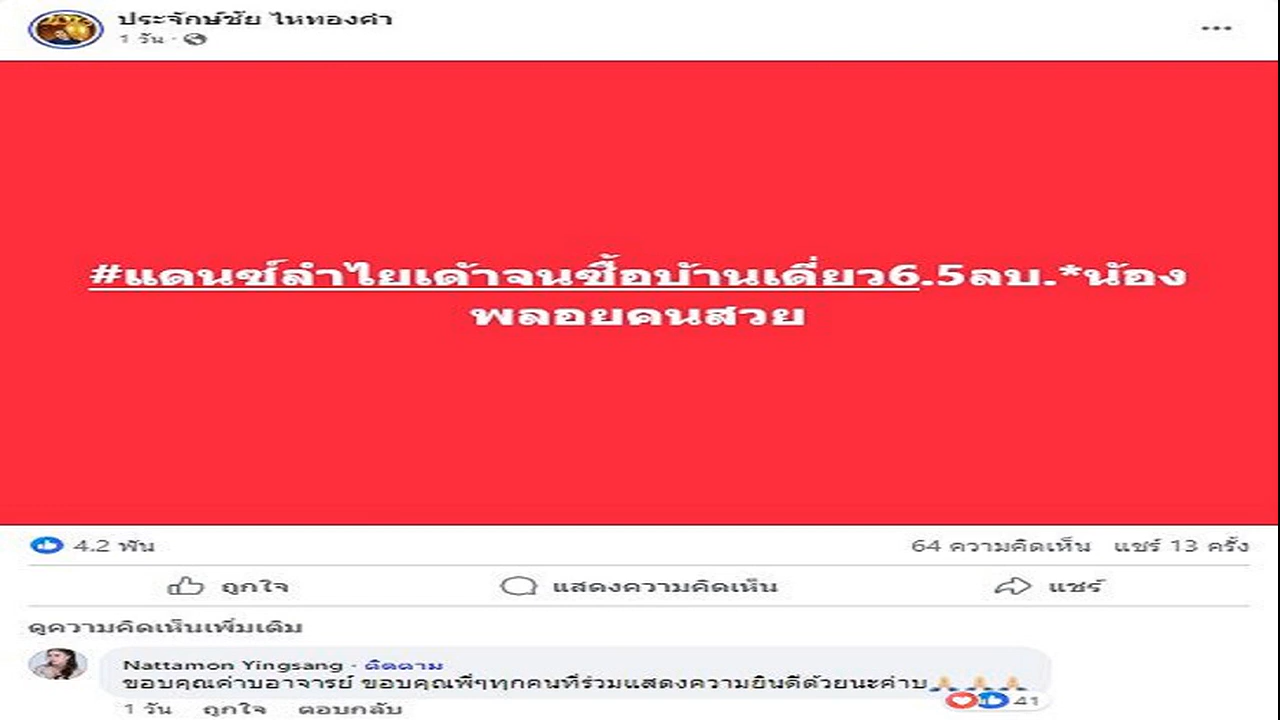 ประจักษ์ชัย ไหทองคำ
1 วัน ·
#แดนซ์ลำไยเต้าจนซื้อบ้านเดี่ยว6.5ลบ.*น้อง
พลอยคนสวย
4.2 พัน
64 ความคิดเห็น แชร์ 13 ครั้ง
ถูกใจ แสดงความคิดเห็น แชร์
ดูความคิดเห็นเพิ่มเติม
Nattamon Yingsang · ติดตาม
ขอบคุณค่าบอาจารย์ ขอบคุณพี่ๆทุกคนที่ร่วมแสดงความยินดีด้วยนะค่าบ🙏🏻🙏🏻🙏🏻
41
1 วัน ถูกใจ ตอบกลับ